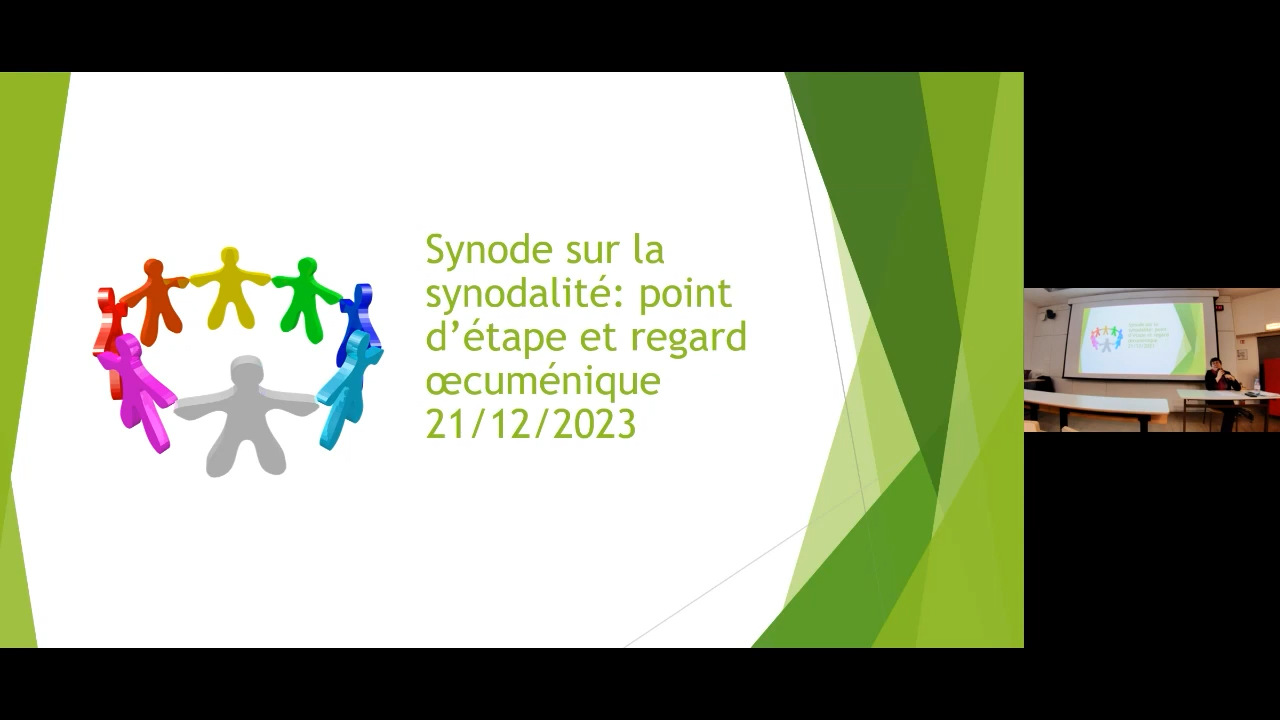 Synode sur la
synodalité: point
d’étape et regard
œcuménique
21/12/2023